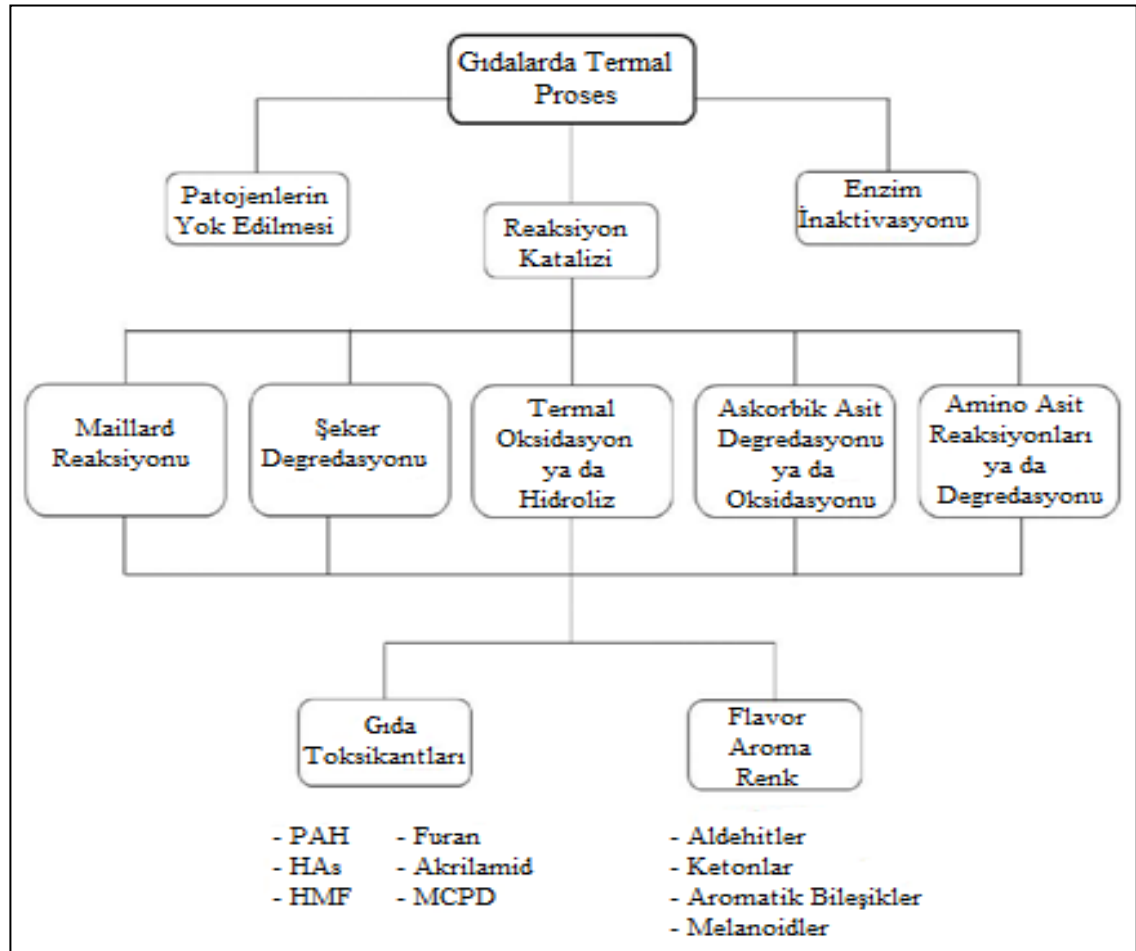 Gıdalarda Termal
Proses
Patojenlerin
Yok Edilmesi
Reaksiyon
Katalizi
Enzim
İnaktivasyonu
Maillard
Reaksiyonu
Şeker
Degredasyonu
Termal
Oksidasyon
ya da
Hidroliz
Askorbik Asit
Degredasyonu
ya da
Oksidasyonu
Amino Asit
Reaksiyonları
ya da
Degredasyonu
Gıda
Toksikantları
Flavor
Aroma
Renk
- PAH
- HAs
- HMF
- Furan
- Akrilamid
- MCPD
- Aldehitler
- Ketonlar
- Aromatik Bileşikler
- Melanoidler